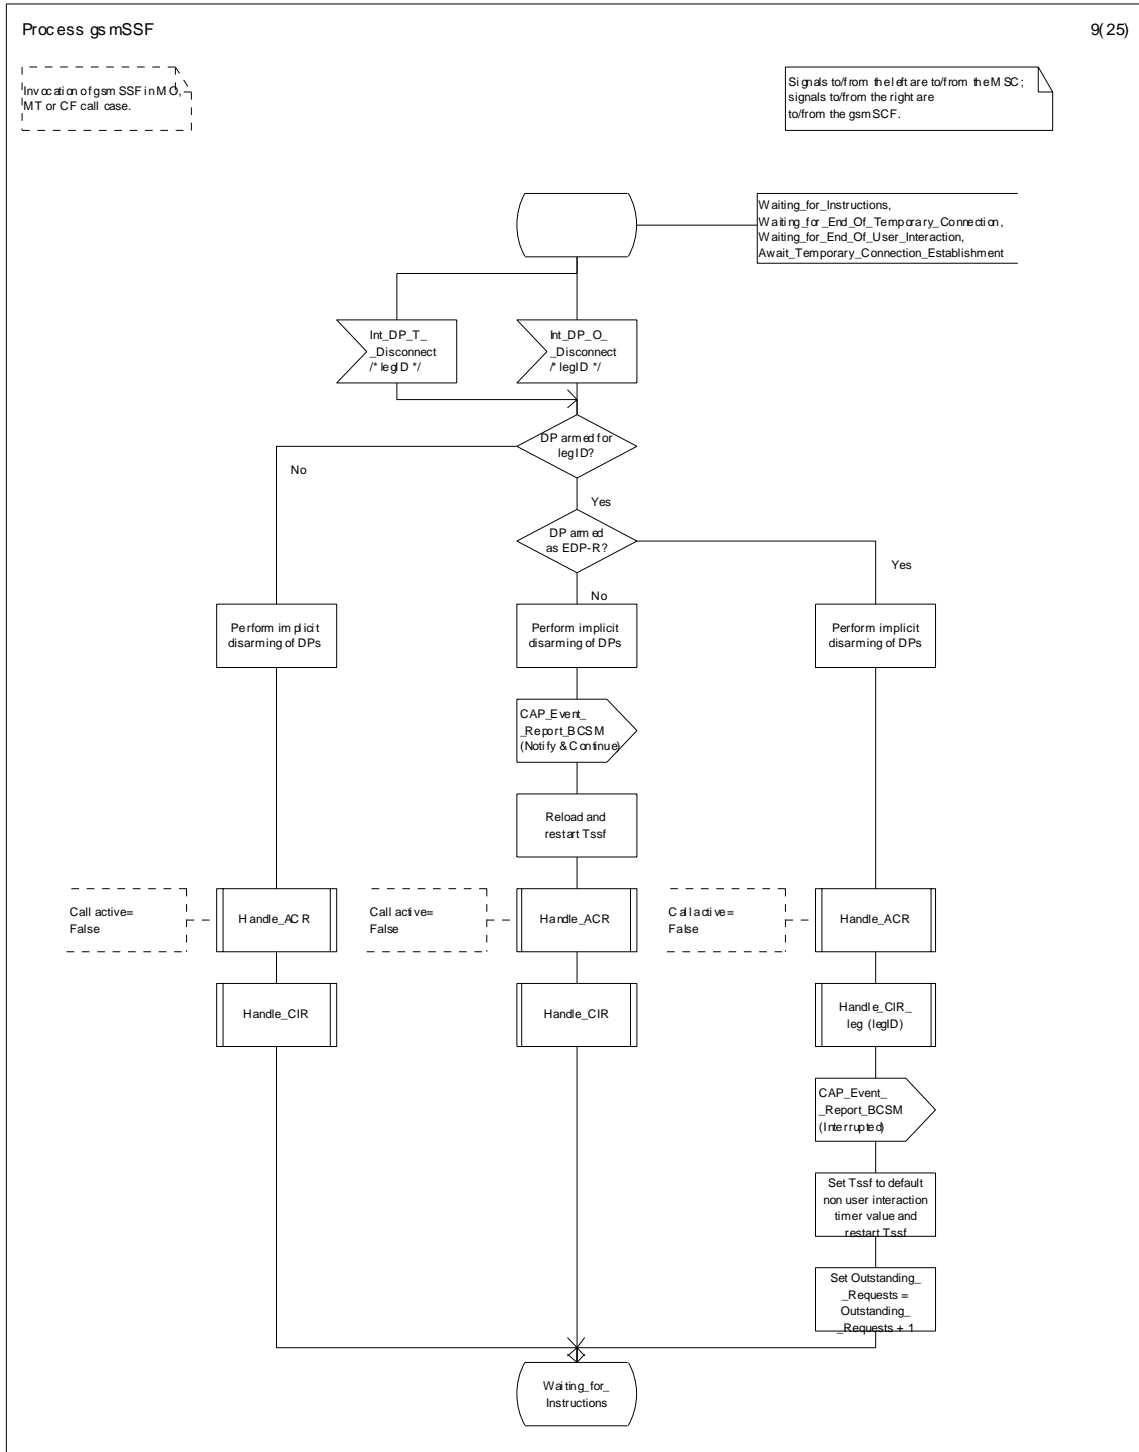 Process gsmSSF
9(25)
Invocation of gsmSSF in MO,
MT or CF call case.
Signals to/from the left are to/from the MSC;
signals to/from the right are
to/from the gsmSCF.
Waiting_for_Instructions,
Waiting_for_End_Of_Temporary_Connection,
Waiting_for_End_Of_User_Interaction,
Await_Temporary_Connection_Establishment
Int_DP_T_
_Disconnect
/* legID */
Int_DP_O_
_Disconnect
/* legID */
DP armed for
legID?
No
Yes
DP armed
as EDP-R?
Yes
No
Perform implicit
disarming of DPs
Perform implicit
disarming of DPs
Perform implicit
disarming of DPs
CAP_Event_
_Report_BCSM
(Notify & Continue)
Reload and
restart Tssf
Call active=
False
Handle_ACR
Call active=
False
Handle_ACR
Call active=
False
Handle_ACR
Handle_CIR
Handle_CIR
Handle_CIR_
leg (legID)
CAP_Event_
_Report_BCSM
(Interrupted)
Set Tssf to default
non user interaction
timer value and
restart Tssf
Set Outstanding_
_Requests =
Outstanding_
_Requests + 1
Waiting_for_
Instructions